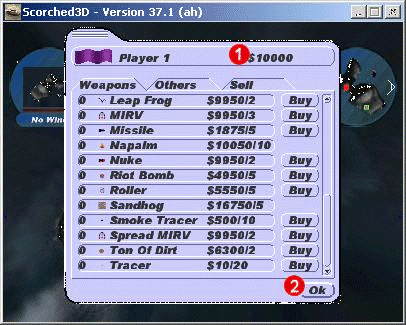 Scorched3D - Version 37.1 (ah)
Player 1 1 $10000
Weapons Others Sell
0 Leap Frog $9950/2 Buy
0 MIRV $9950/3 Buy
0 Missile $1875/5 Buy
0 Napalm $10050/10
0 Nuke $9950/2 Buy
0 Riot Bomb $4950/5 Buy
0 Roller $5550/5 Buy
0 Sandhog $16750/5
0 Smoke Tracer $500/10 Buy
0 Spread MIRV $9950/2 Buy
0 Ton Of Dirt $6300/2 Buy
0 Tracer $10/20 Buy
No Wind
2 Ok